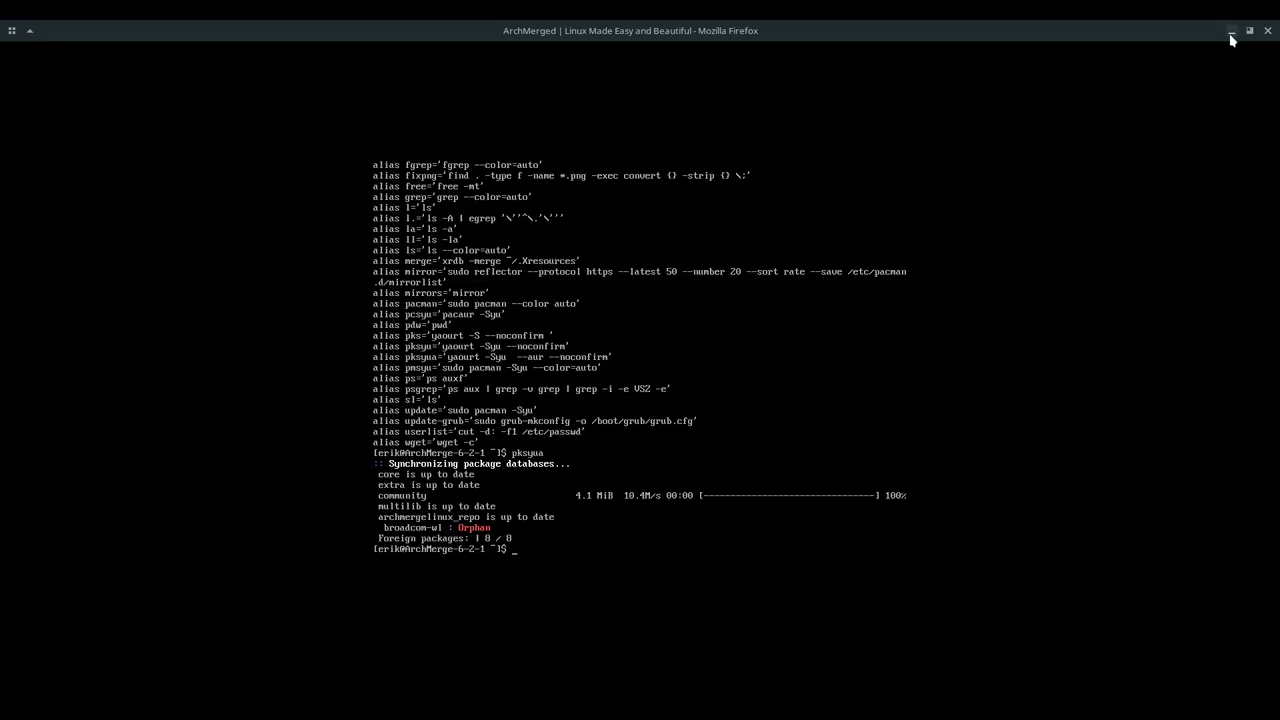 ArchMerged | Linux Made Easy and Beautiful - Mozilla Firefox
alias fgrep='fgrep --color=auto'
alias fixpng='find . -type f -name *.png -exec convert {} -strip {} \;'
alias free='free -mt'
alias grep='grep --color=auto'
alias l='ls'
alias l.='ls -A | egrep '\''^\.'\'''
alias la='ls -a'
alias ll='ls -la'
alias ls='ls --color=auto'
alias merge='xrdb -merge ~/.Xresources'
alias mirror='sudo reflector --protocol https --latest 50 --number 20 --sort rate --save /etc/pacman
.d/mirrorlist'
alias mirrors='mirror'
alias pacman='sudo pacman --color auto'
alias pcsyu='pacaur -Syu'
alias pdw='pwd'
alias pks='yaourt -S --noconfirm '
alias pksyu='yaourt -Syu --noconfirm'
alias pksyua='yaourt -Syu  --aur --noconfirm'
alias pmsyu='sudo pacman -Syu --color=auto'
alias ps='ps auxf'
alias psgrep='ps aux | grep -v grep | grep -i -e VSZ -e'
alias sl='ls'
alias update='sudo pacman -Syu'
alias update-grub='sudo grub-mkconfig -o /boot/grub/grub.cfg'
alias userlist='cut -d: -f1 /etc/passwd'
alias wget='wget -c'
[erik@ArchMerge-6-2-1 ~]$ pksyua
:: Synchronizing package databases...
core is up to date
extra is up to date
community 4.1 MiB 10.4M/s 00:00 [--------------------------------] 100%
multilib is up to date
archmergelinux_repo is up to date
broadcom-wl : Orphan
Foreign packages: | 8 / 8
[erik@ArchMerge-6-2-1 ~]$ _